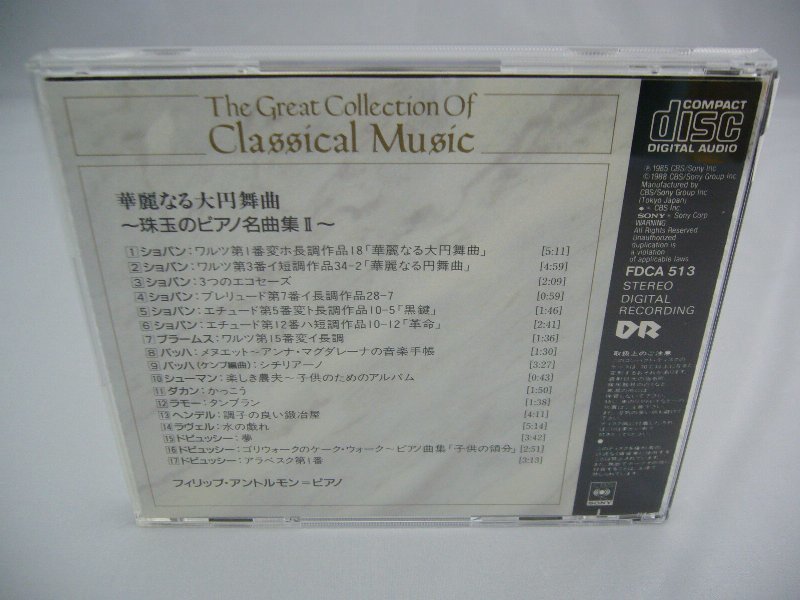 The Great Collection Of
Classical Music
華麗なる大円舞曲
〜珠玉のピアノ名曲集Ⅱ〜
1 ショパン:ワルツ第1番変ホ長調作品18「華麗なる大円舞曲」 [5:11]
2 ショパン:ワルツ第3番イ短調作品34-2「華麗なる円舞曲」 [4:59]
3 ショパン:3つのエコセーズ [2:09]
4 ショパン:プレリュード第7番イ長調作品28-7 [0:59]
5 ショパン:エチュード第5番変ト長調作品10-5「黒鍵」 [1:46]
6 ショパン:エチュード第12番ハ短調作品10-12「革命」 [2:41]
7 ブラームス:ワルツ第15番変イ長調 [1:36]
8 バッハ:メヌエット〜アンナ・マグダレーナの音楽手帳 [1:30]
9 バッハ(ケンプ編曲):シチリアーノ [3:27]
10 シューマン:楽しき農夫〜子供のためのアルバム [0:43]
11 ダカン:かっこう [1:50]
12 ラモー:タンブラン [1:38]
13 ヘンデル:調子の良い鍛冶屋 [4:11]
14 ラヴェル:水の戯れ [5:14]
15 ドビュッシー:夢 [3:42]
16 ドビュッシー:ゴリウォークのケーク・ウォーク〜ピアノ曲集「子供の領分」 [2:51]
17 ドビュッシー:アラベスク第1番 [3:13]
フィリップ・アントルモン=ピアノ
COMPACT
disc
DIGITAL AUDIO
℗ 1985 CBS/Sony Inc.
© 1988 CBS/Sony Group Inc.
Manufactured by
CBS/Sony Group Inc.
(Tokyo Japan)
CBS Inc.
SONY Sony Corp
WARNING:
All Rights Reserved.
Unauthorized
duplication is
a violation
of applicable laws.
FDCA 513
STEREO
DIGITAL
RECORDING
DR
取扱上のご注意
SONY